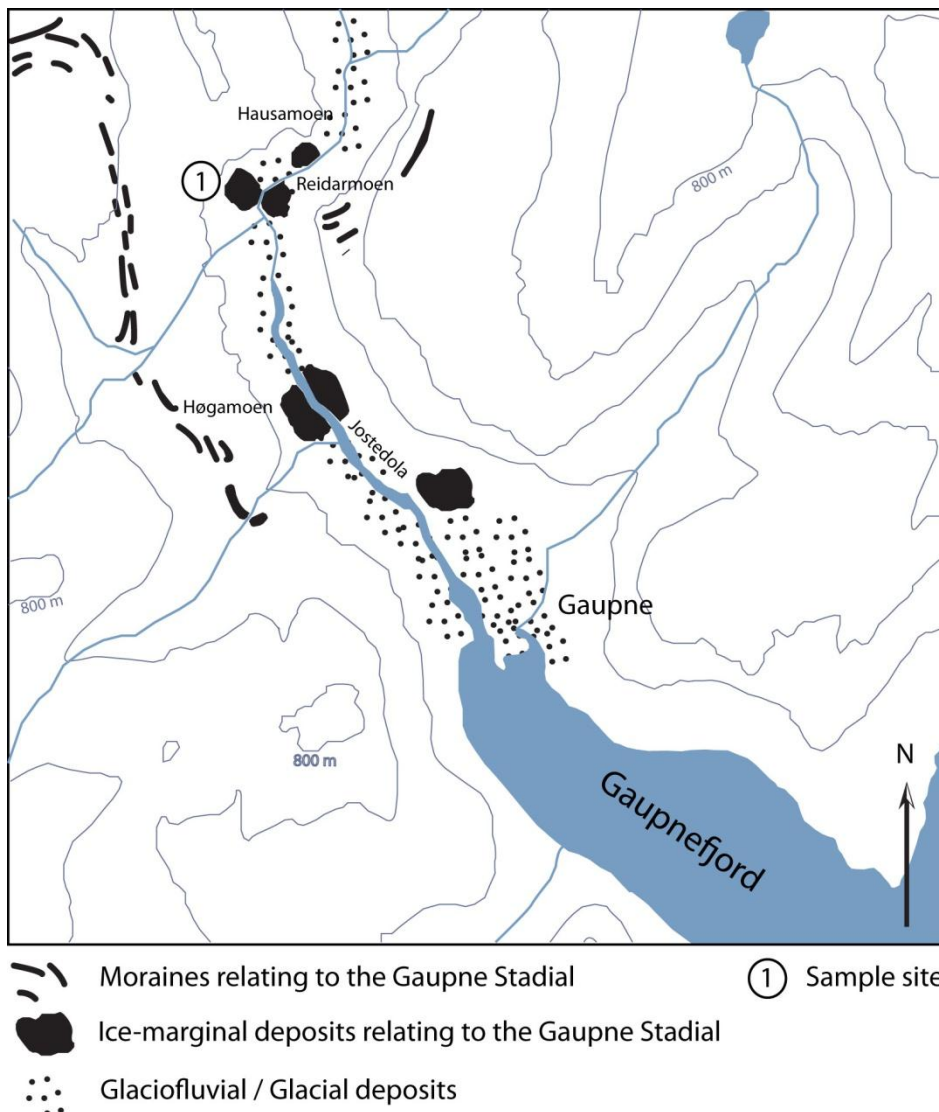 Hausamoen
800 m
1
Reidarmoen
Høgamoen
Jostedola
Gaupne
800 m
800 m
N
Gaupnefjord
Moraines relating to the Gaupne Stadial
1 Sample site
Ice-marginal deposits relating to the Gaupne Stadial
Glaciofluvial / Glacial deposits